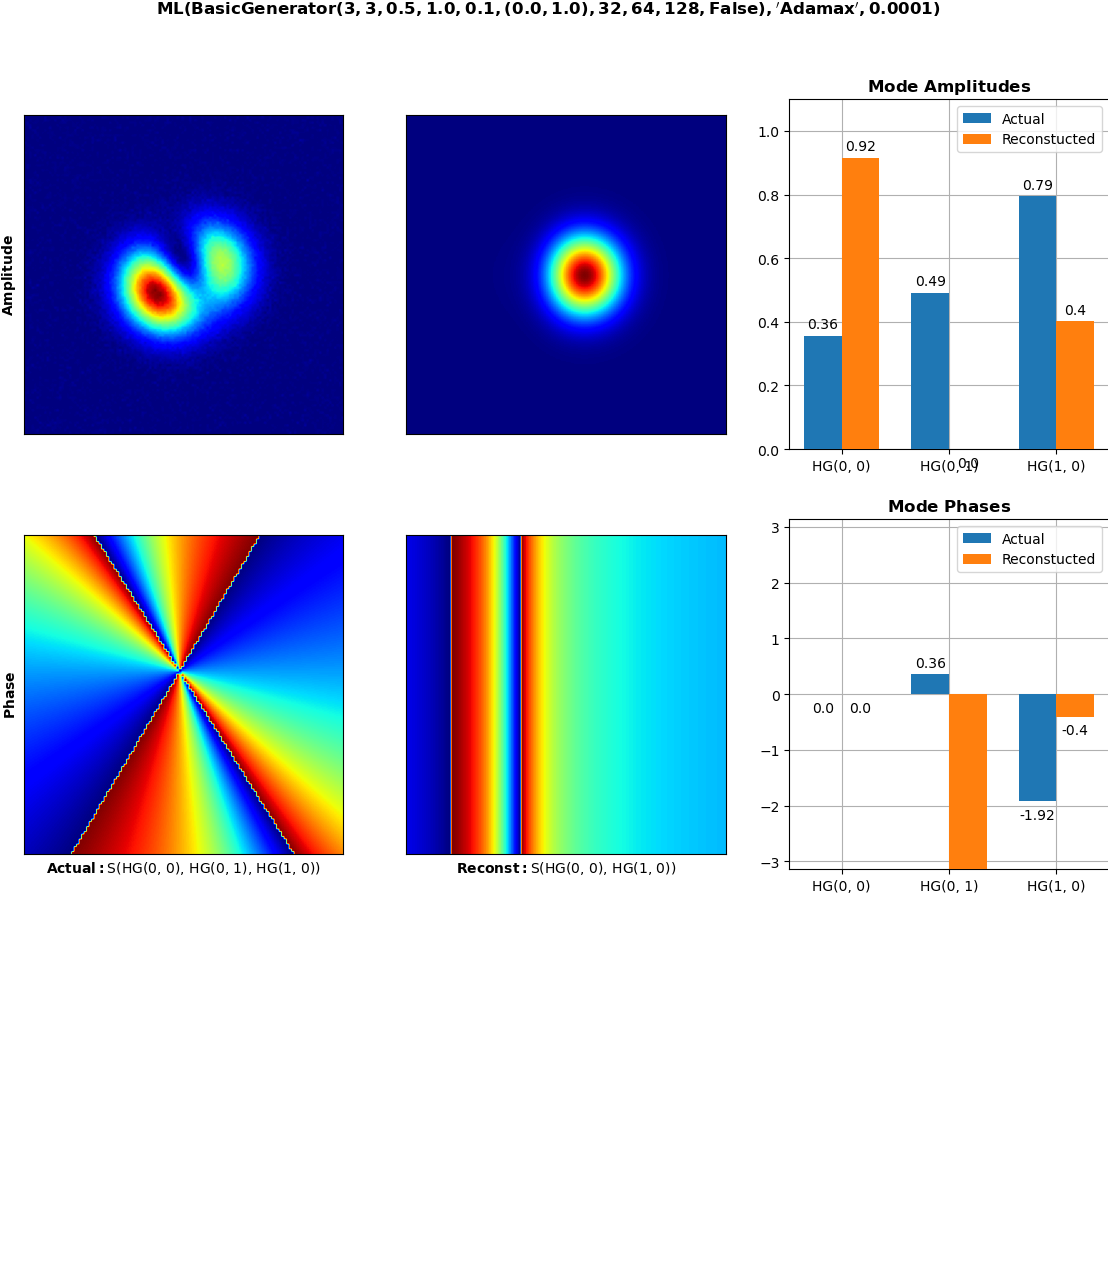 ML(BasicGenerator(3, 3, 0.5, 1.0, 0.1, (0.0, 1.0), 32, 64, 128, False), ′Adamax′, 0.0001)
Amplitude
Mode Amplitudes
Actual
Reconstucted
1.0
0.8
0.6
0.4
0.2
0.0
0.36
0.92
0.49
0.0
0.79
0.4
HG(0, 0)
HG(0, 1)
HG(1, 0)
Phase
Actual: S(HG(0, 0), HG(0, 1), HG(1, 0))
Reconst: S(HG(0, 0), HG(1, 0))
Mode Phases
Actual
Reconstucted
3
2
1
0
−1
−2
−3
0.0
0.0
0.36
-1.92
-0.4
HG(0, 0)
HG(0, 1)
HG(1, 0)